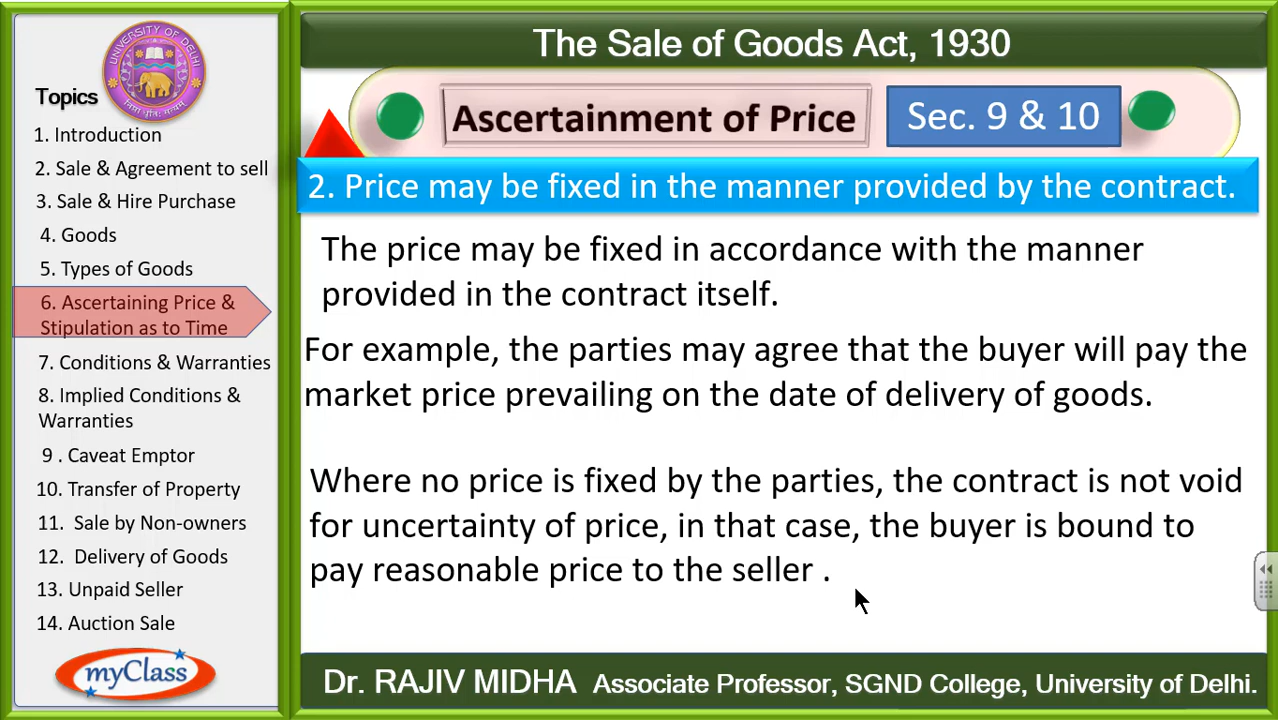 UNIVERSITY OF DELHI
Topics
1. Introduction
2. Sale & Agreement to sell
3. Sale & Hire Purchase
4. Goods
5. Types of Goods
6. Ascertaining Price &
Stipulation as to Time
7. Conditions & Warranties
8. Implied Conditions &
Warranties
9 . Caveat Emptor
10. Transfer of Property
11. Sale by Non-owners
12. Delivery of Goods
13. Unpaid Seller
14. Auction Sale
myClass
The Sale of Goods Act, 1930
Ascertainment of Price
Sec. 9 & 10
2. Price may be fixed in the manner provided by the contract.
The price may be fixed in accordance with the manner
provided in the contract itself.
For example, the parties may agree that the buyer will pay the
market price prevailing on the date of delivery of goods.
Where no price is fixed by the parties, the contract is not void
for uncertainty of price, in that case, the buyer is bound to
pay reasonable price to the seller .
Dr. RAJIV MIDHA Associate Professor, SGND College, University of Delhi.